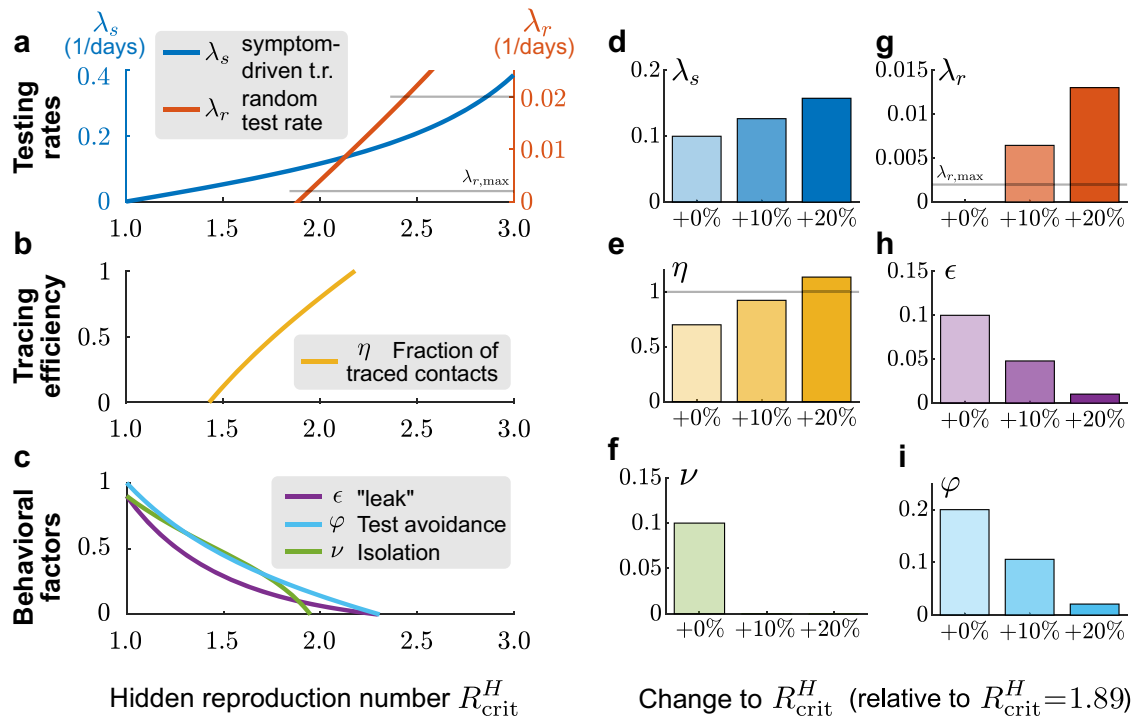 a
λs
(1/days)
λs symptom-
driven t.r.
λr random
test rate
λr
(1/days)
Testing
rates
0.4
0.2
0
0.02
0.01
0
λr,max
1.0 1.5 2.0 2.5 3.0
b
Tracing
efficiency
1
0.5
0
η Fraction of
traced contacts
1.0 1.5 2.0 2.5 3.0
c
Behavioral
factors
1
0.5
0
ϵ "leak"
φ Test avoidance
ν Isolation
1.0 1.5 2.0 2.5 3.0
Hidden reproduction number R^H_crit
d
λs
0.2
0.1
0
+0% +10% +20%
g
λr
0.015
0.01
0.005
0
λr,max
+0% +10% +20%
e
η
1
0.5
0
+0% +10% +20%
h
ϵ
0.15
0.1
0.05
0
+0% +10% +20%
f
ν
0.15
0.1
0.05
0
+0% +10% +20%
i
φ
0.2
0.1
0
+0% +10% +20%
Change to R^H_crit (relative to R^H_crit=1.89)